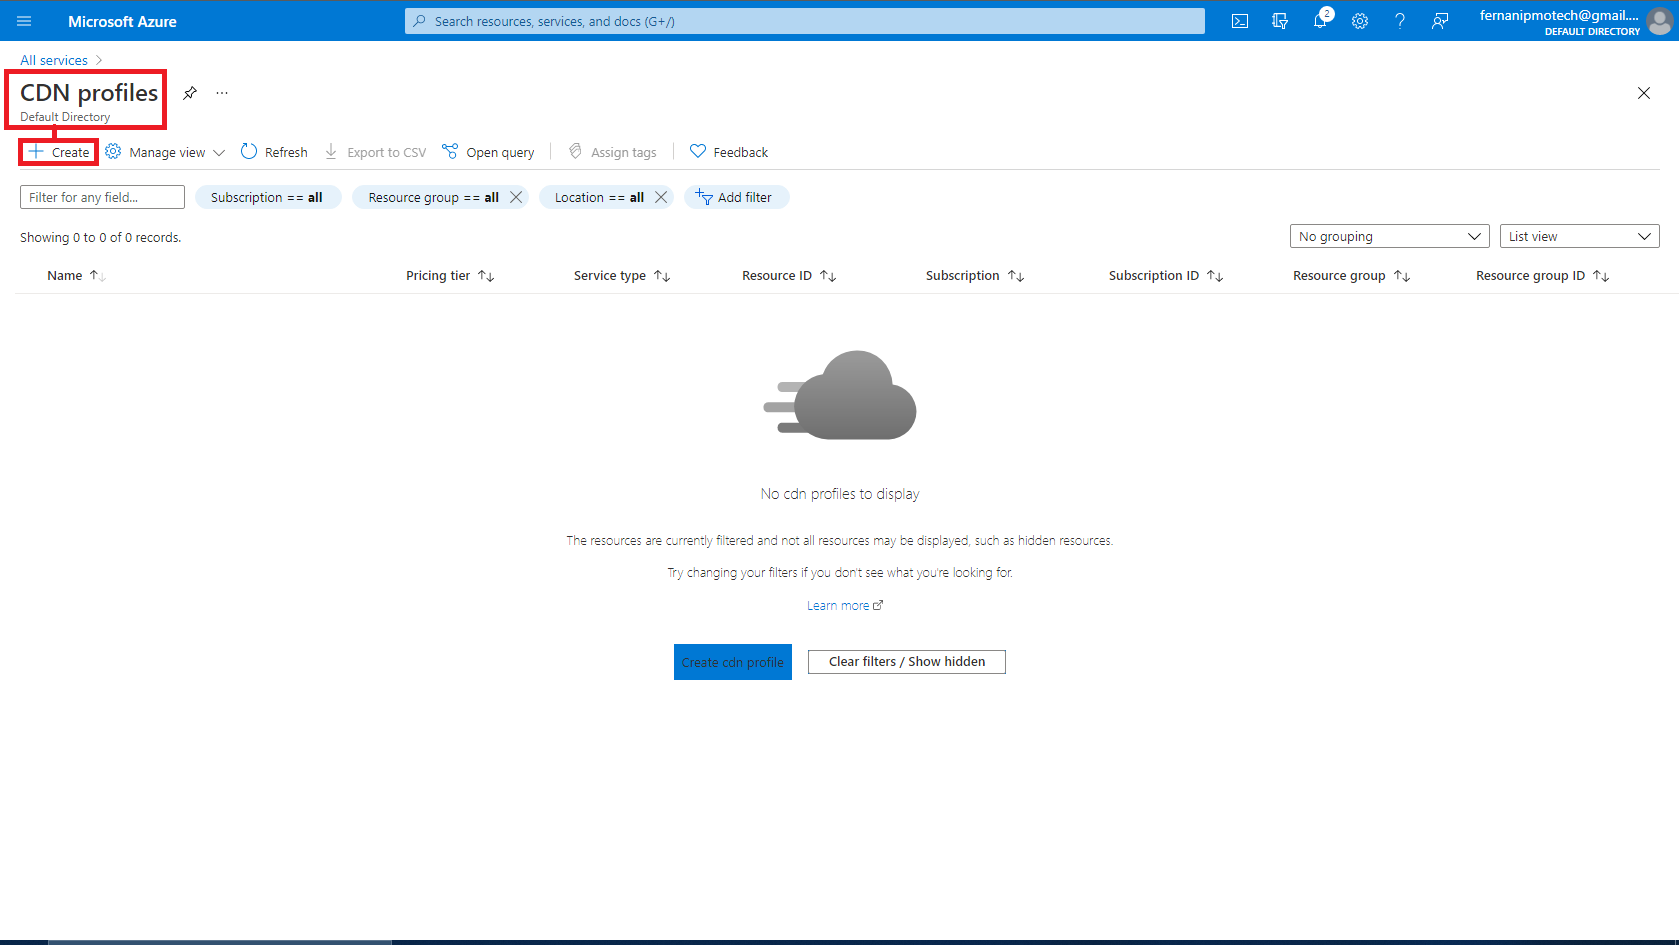 Microsoft Azure
Search resources, services, and docs (G+/)
2
fernanipmotech@gmail....
DEFAULT DIRECTORY
All services
CDN profiles
...
Default Directory
Create
Manage view
Refresh
Export to CSV
Open query
Assign tags
Feedback
Filter for any field...
Subscription == all
Resource group == all
Location == all
Add filter
Showing 0 to 0 of 0 records.
No grouping
List view
Name
Pricing tier
Service type
Resource ID
Subscription
Subscription ID
Resource group
Resource group ID
No cdn profiles to display
The resources are currently filtered and not all resources may be displayed, such as hidden resources.
Try changing your filters if you don't see what you're looking for.
Learn more
Create cdn profile
Clear filters / Show hidden